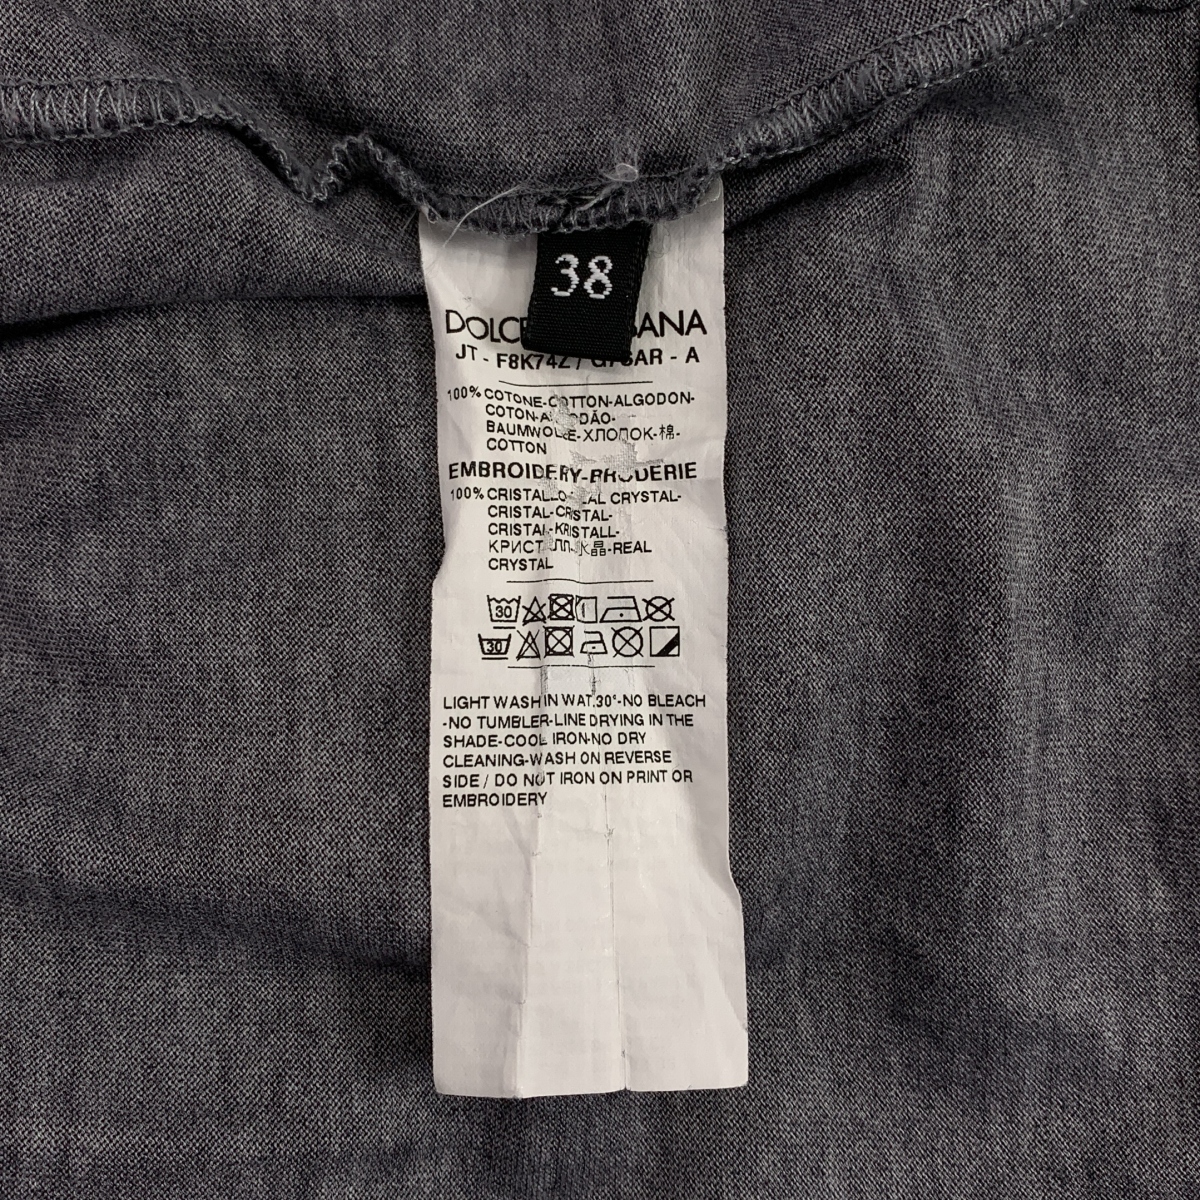 38
DOLCE
JT - F8K74Z / - A
100% COTONE-COTTON-ALGODON-
COTON-ALGODÃO-
BAUMWOLLE-ХЛОПОК-棉-
COTTON
EMBROIDERY-BRODERIE
100% CRISTALLO-REAL CRYSTAL-
CRISTAL-CRISTAL-
CRISTAL-KRISTALL-
КРИСТАЛЛ-水晶-REAL
CRYSTAL
30
30
LIGHT WASH IN WAT.30°-NO BLEACH
-NO TUMBLER-LINE DRYING IN THE
SHADE-COOL IRON-NO DRY
CLEANING-WASH ON REVERSE
SIDE / DO NOT IRON ON PRINT OR
EMBROIDERY